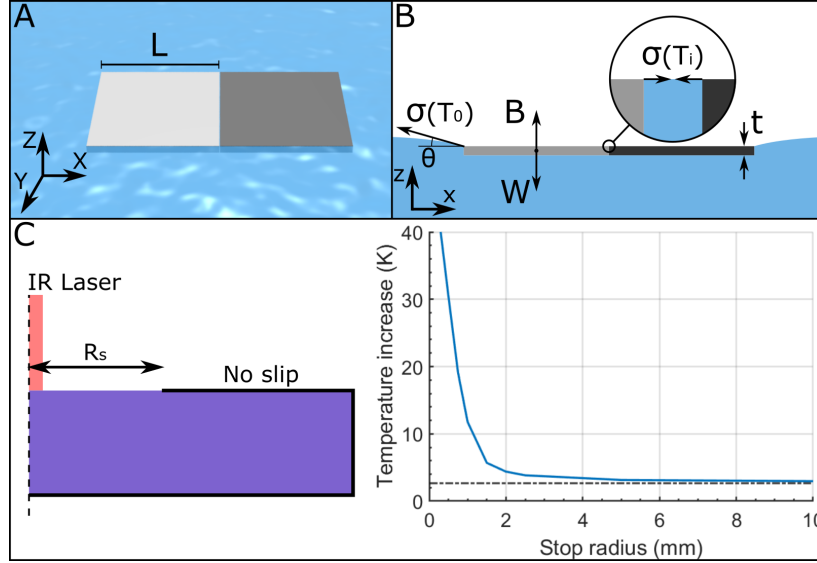 A
L
Z
X
Y
B
σ(Tᵢ)
σ(T₀)
B
t
θ
W
z
x
C
IR Laser
Rₛ
No slip
Temperature increase (K)
40
30
20
10
0
0 2 4 6 8 10
Stop radius (mm)